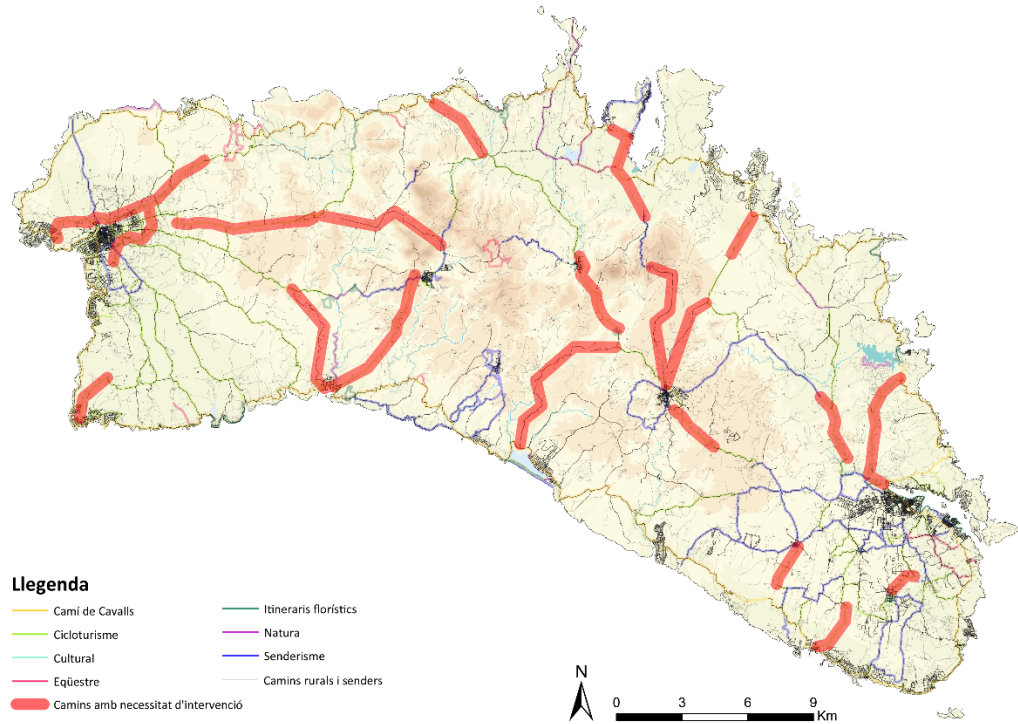 Llegenda
Camí de Cavalls
Cicloturisme
Cultural
Eqüestre
Camins amb necessitat d'intervenció
Itineraris florístics
Natura
Senderisme
Camins rurals i senders
N
0 3 6 9
Km